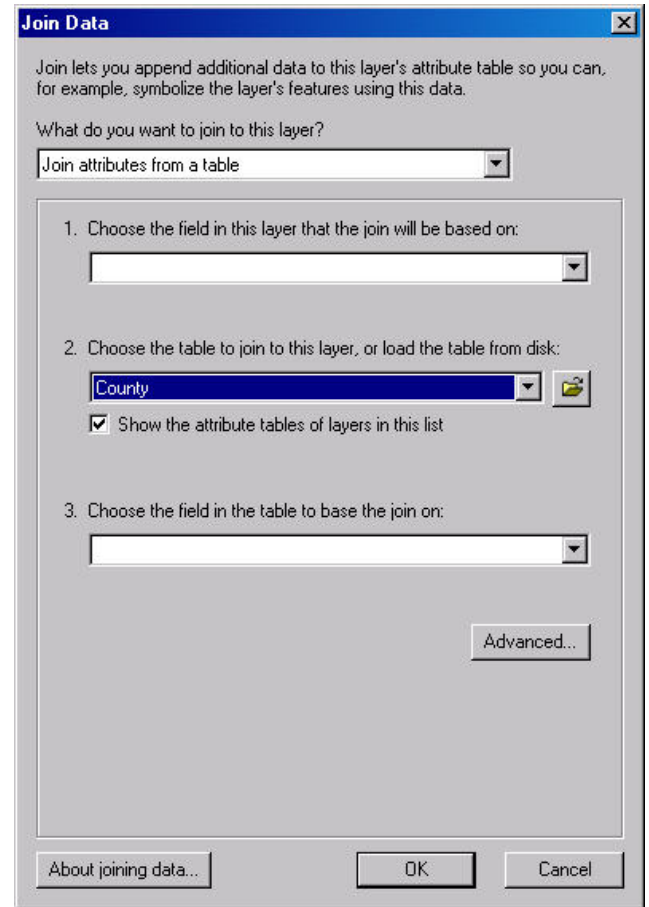 Join Data
Join lets you append additional data to this layer's attribute table so you can,
for example, symbolize the layer's features using this data.
What do you want to join to this layer?
Join attributes from a table
1. Choose the field in this layer that the join will be based on:
2. Choose the table to join to this layer, or load the table from disk:
County
Show the attribute tables of layers in this list
3. Choose the field in the table to base the join on:
Advanced...
About joining data... OK Cancel